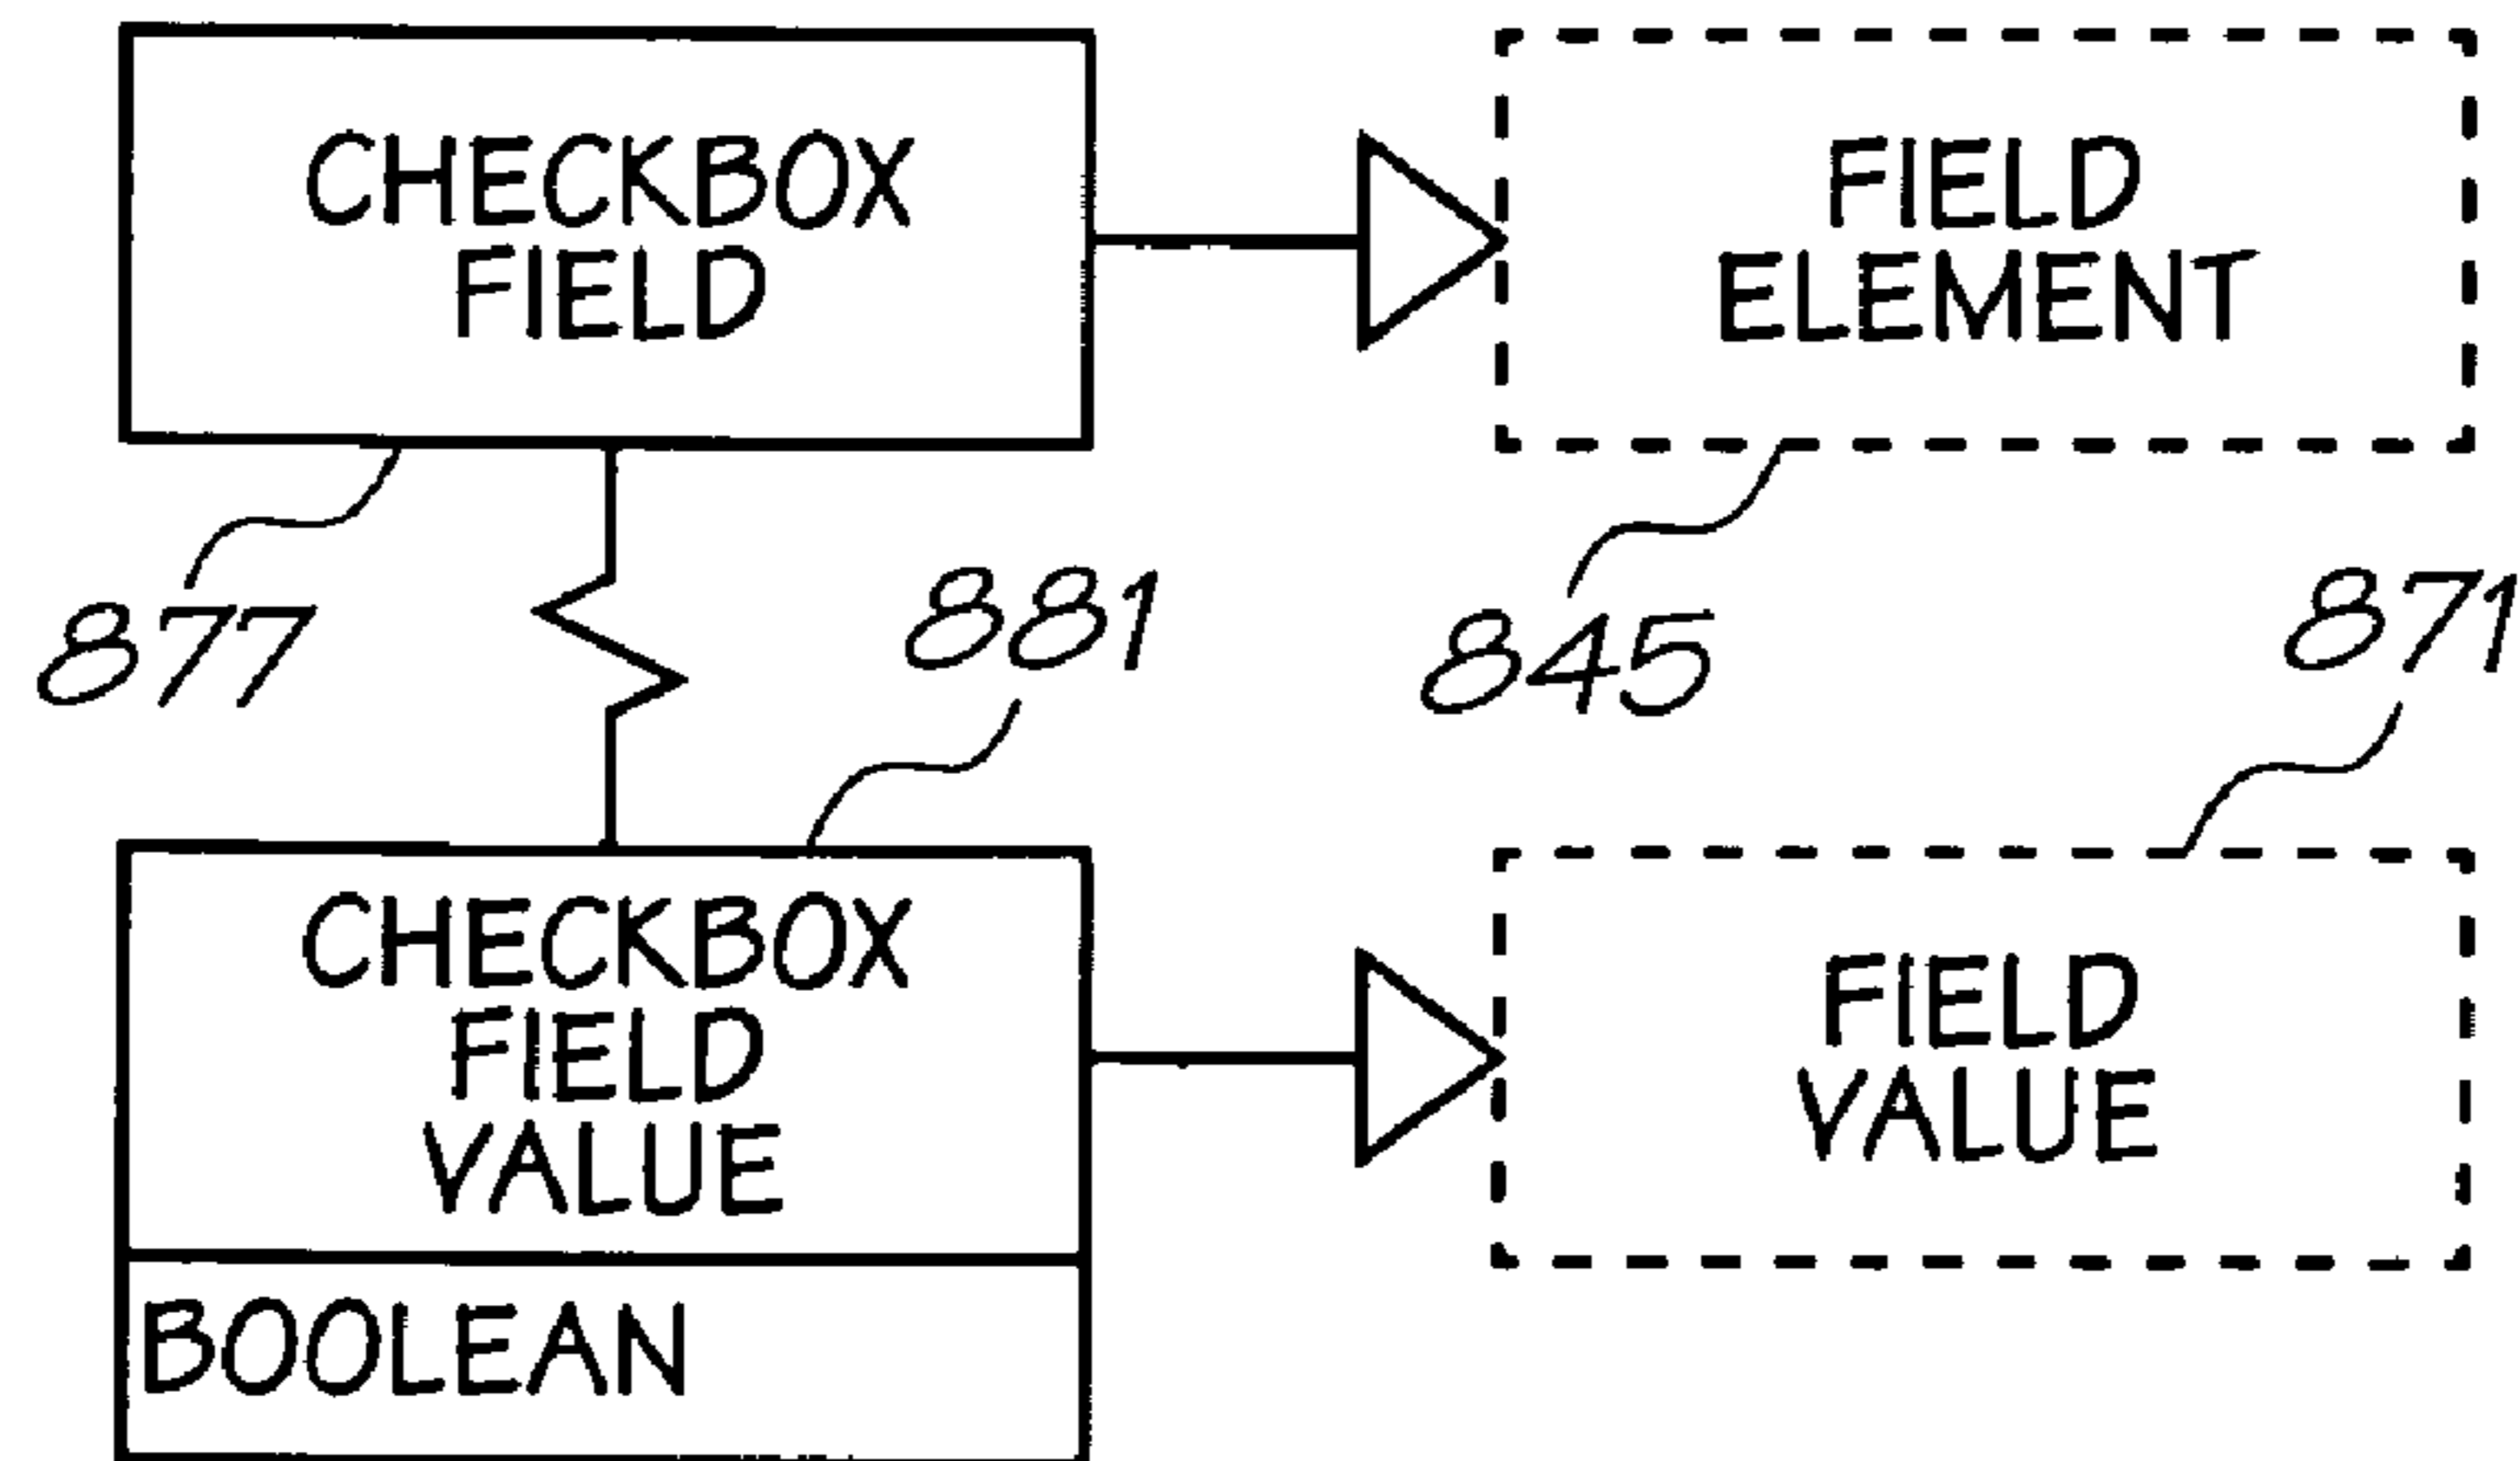 CHECKBOX
FIELD
FIELD
ELEMENT
877
881
845
871
CHECKBOX
FIELD
VALUE
BOOLEAN
FIELD
VALUE